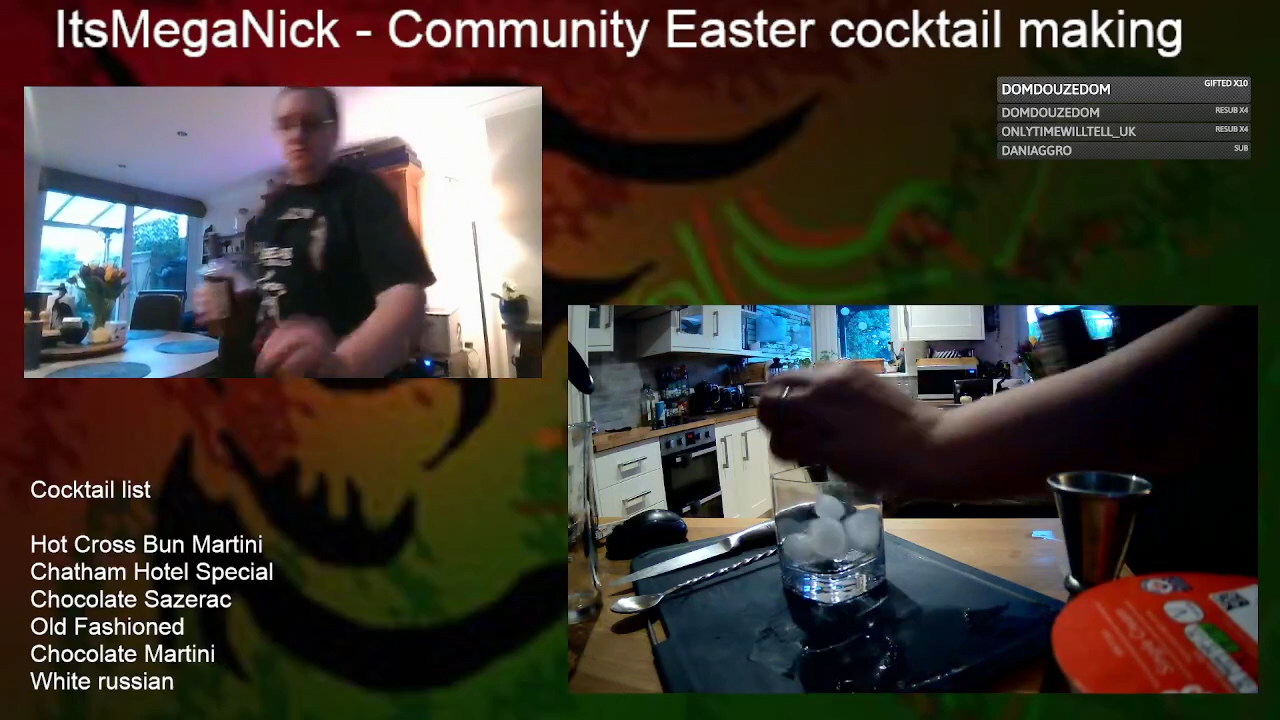 ItsMegaNick - Community Easter cocktail making
DOMDOUZEDOM GIFTED X10
DOMDOUZEDOM RESUB X4
ONLYTIMEWILLTELL_UK RESUB X4
DANIAGGRO SUB
Cocktail list
Hot Cross Bun Martini
Chatham Hotel Special
Chocolate Sazerac
Old Fashioned
Chocolate Martini
White russian